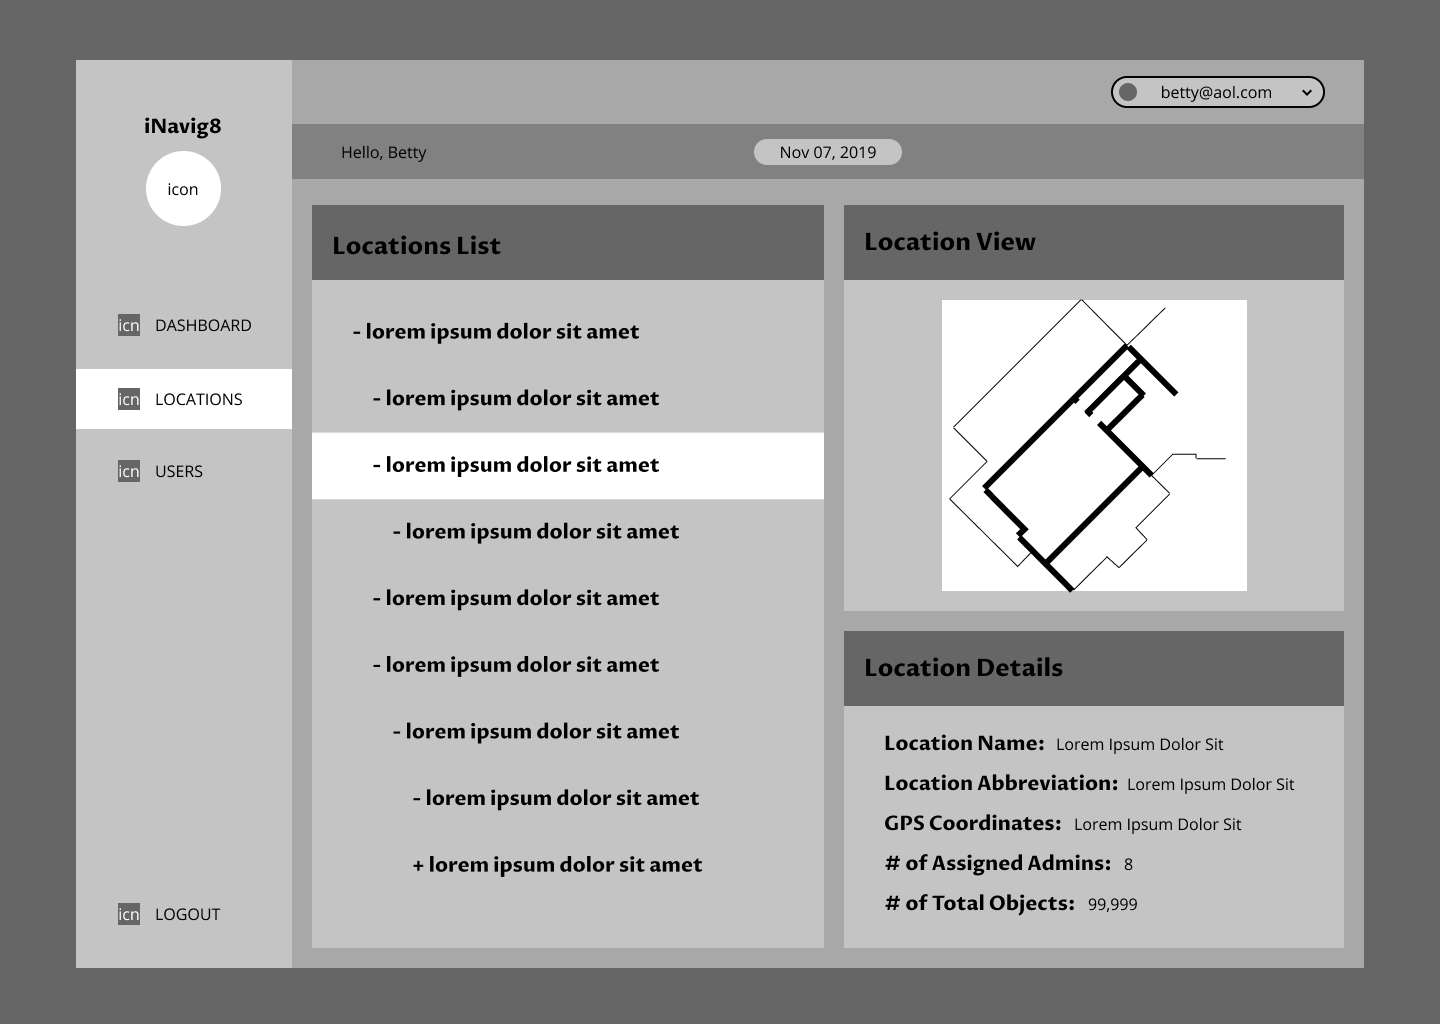 iNavig8
icon
icn DASHBOARD
icn LOCATIONS
icn USERS
icn LOGOUT
betty@aol.com
Hello, Betty
Nov 07, 2019
Locations List
- lorem ipsum dolor sit amet
- lorem ipsum dolor sit amet
- lorem ipsum dolor sit amet
- lorem ipsum dolor sit amet
- lorem ipsum dolor sit amet
- lorem ipsum dolor sit amet
- lorem ipsum dolor sit amet
- lorem ipsum dolor sit amet
+ lorem ipsum dolor sit amet
Location View
Location Details
Location Name: Lorem Ipsum Dolor Sit
Location Abbreviation: Lorem Ipsum Dolor Sit
GPS Coordinates: Lorem Ipsum Dolor Sit
# of Assigned Admins: 8
# of Total Objects: 99,999